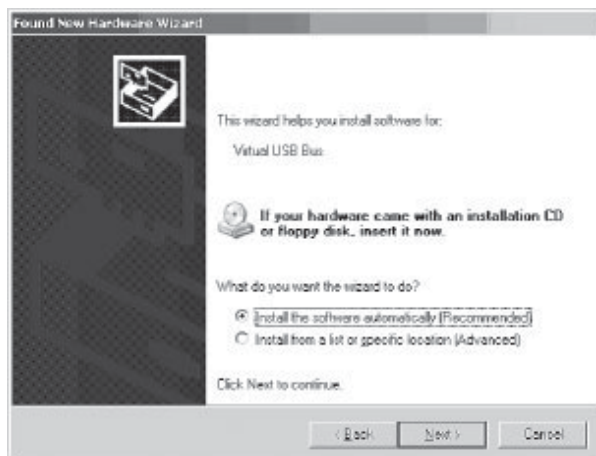 Found New Hardware Wizard
This wizard helps you install software for:
Virtual USB Bus
If your hardware came with an installation CD
or floppy disk, insert it now.
What do you want the wizard to do?
Install the software automatically (Recommended)
Install from a list or specific location (Advanced)
Click Next to continue.
< Back
Next >
Cancel